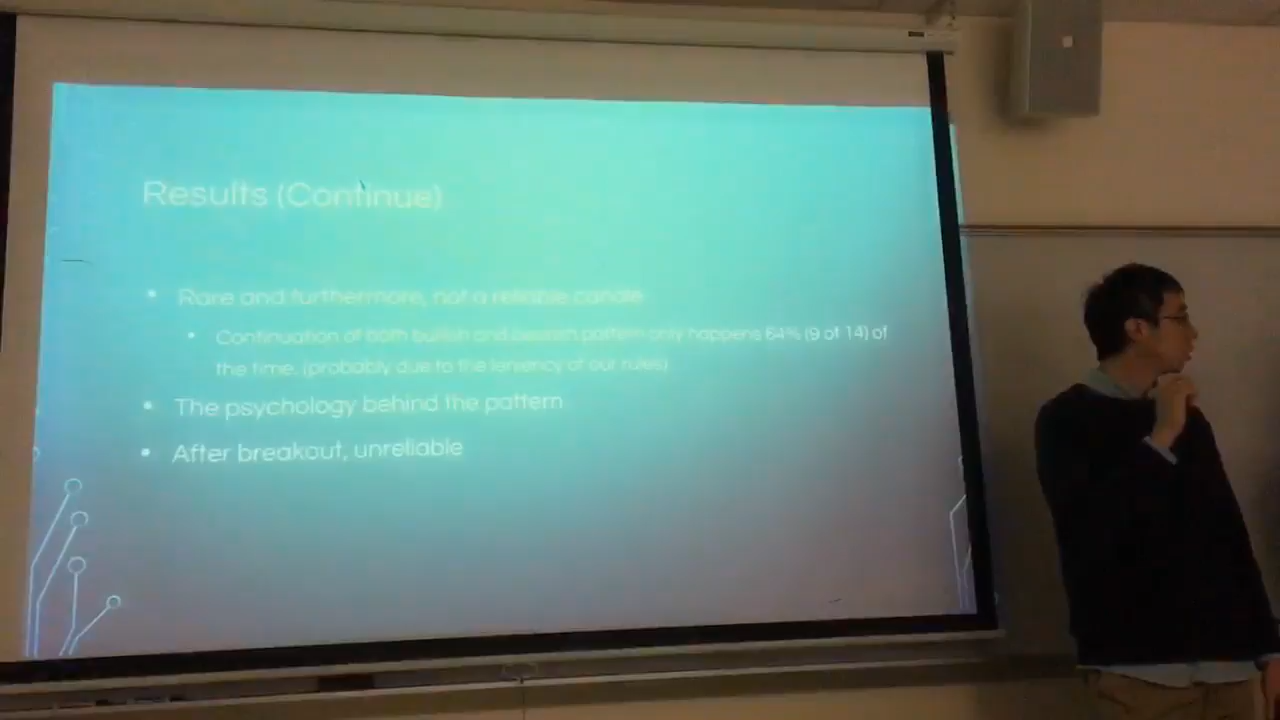 Results (Continue)
Rare and furthermore, not a reliable candle
Continuation of both bullish and bearish pattern only happens 64% (9 of 14) of
the time. (probably due to the leniency of our rules)
The psychology behind the pattern
After breakout, unreliable